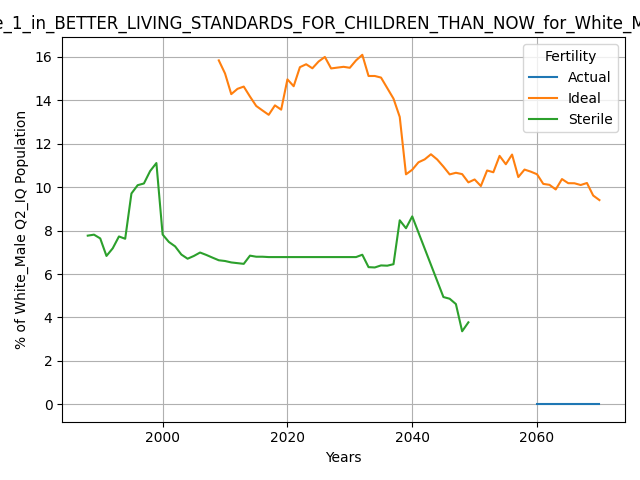 e_1_in_BETTER_LIVING_STANDARDS_FOR_CHILDREN_THAN_NOW_for_White_M
Fertility
Actual
Ideal
Sterile
% of White_Male Q2_IQ Population
16
14
12
10
8
6
4
2
0
2000 2020 2040 2060
Years